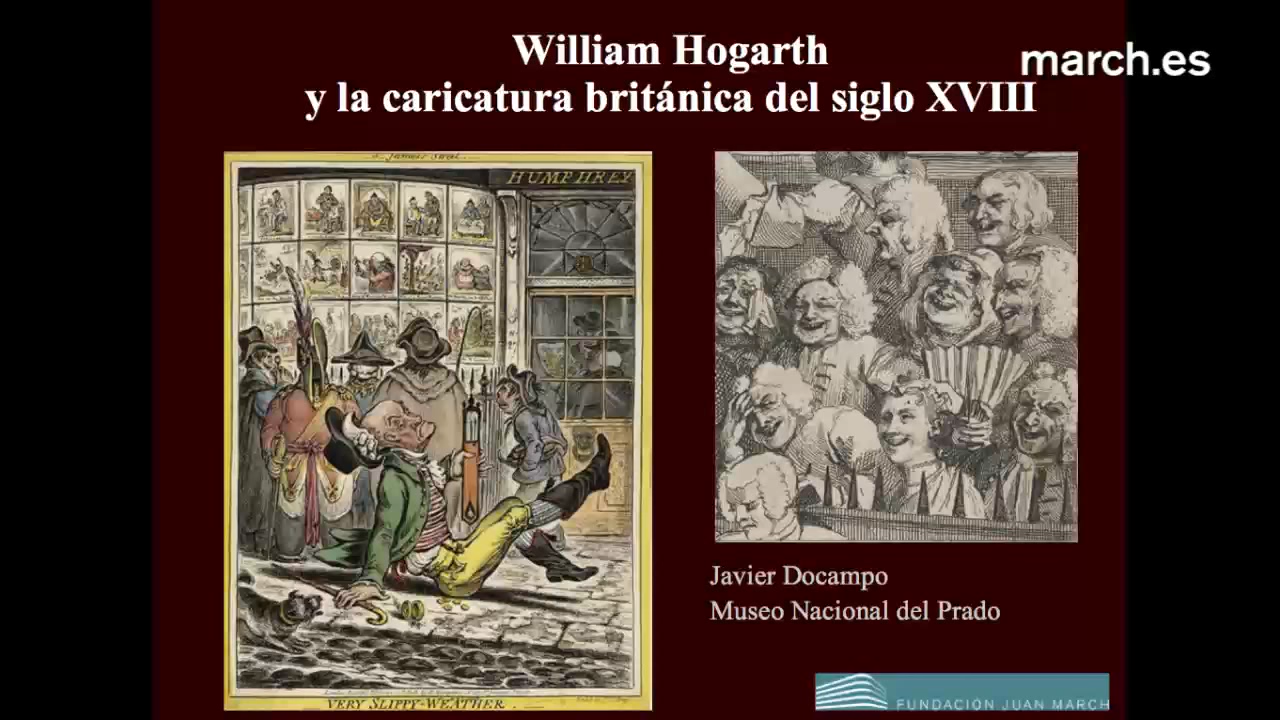 William Hogarth
y la caricatura británica del siglo XVIII
march.es
HUMPHREY
VERY SLIPPY-WEATHER.
Javier Docampo
Museo Nacional del Prado
FUNDACIÓN JUAN MARCH